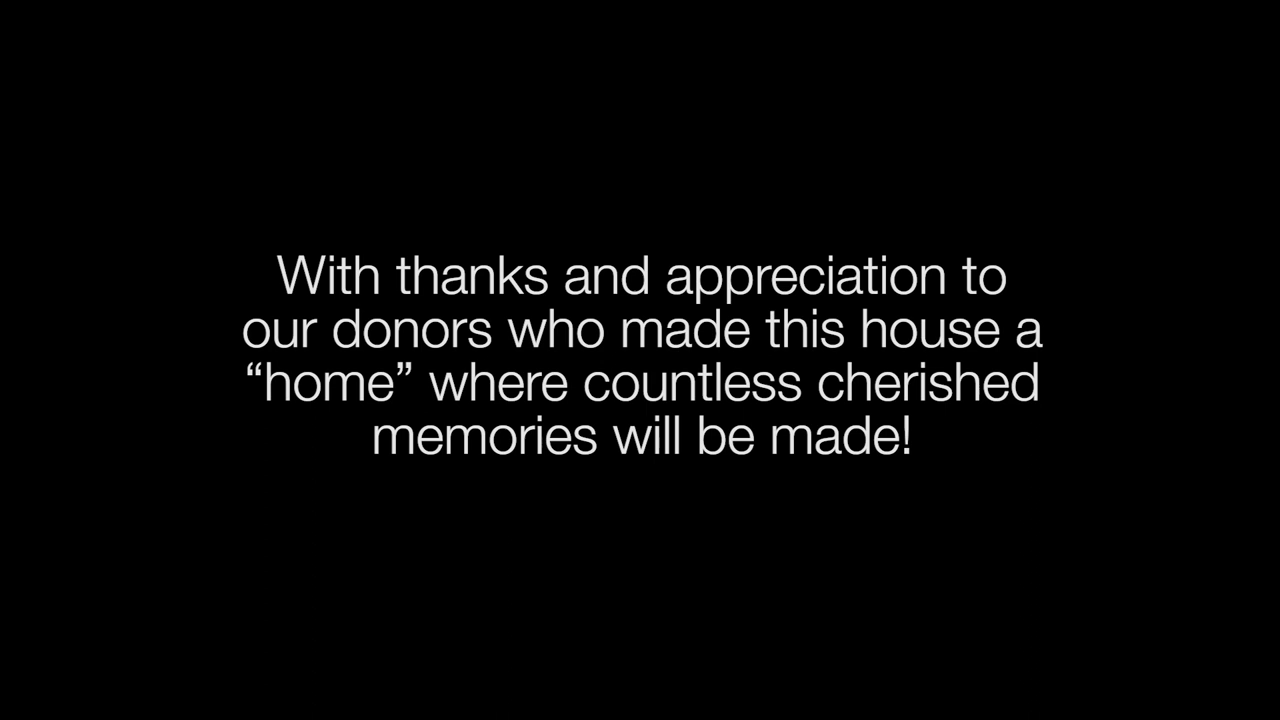 With thanks and appreciation to
our donors who made this house a
“home” where countless cherished
memories will be made!